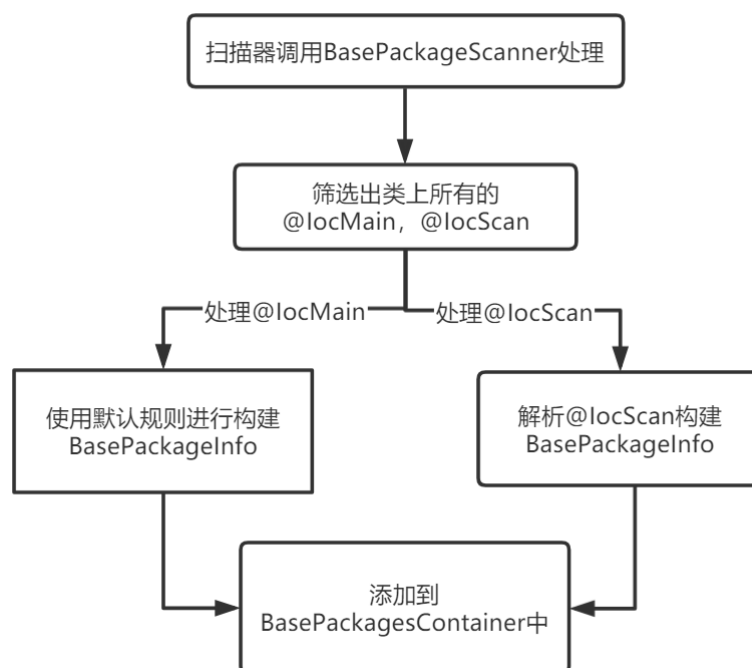 扫描器调用BasePackageScanner处理
筛选出类上所有的
@IocMain，@IocScan
处理@IocMain
处理@IocScan
使用默认规则进行构建
BasePackageInfo
解析@IocScan构建
BasePackageInfo
添加到
BasePackagesContainer中